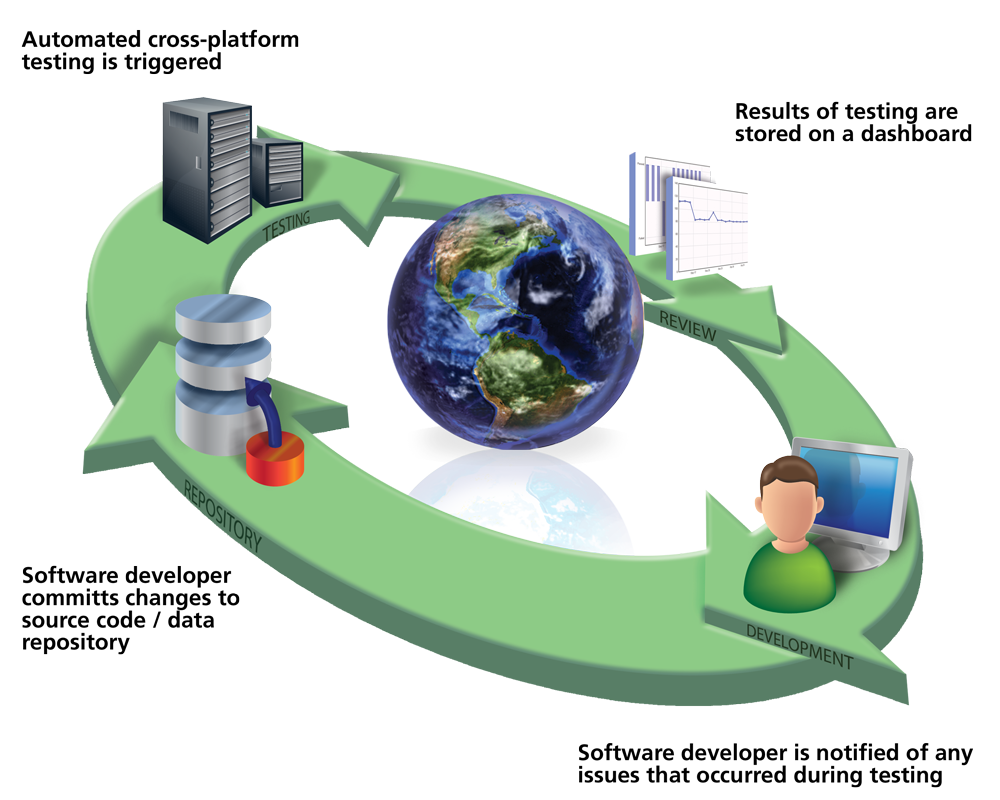 Automated cross-platform
testing is triggered
Results of testing are
stored on a dashboard
TESTING
REVIEW
REPOSITORY
Software developer
committs changes to
source code / data
repository
DEVELOPMENT
Software developer is notified of any
issues that occurred during testing